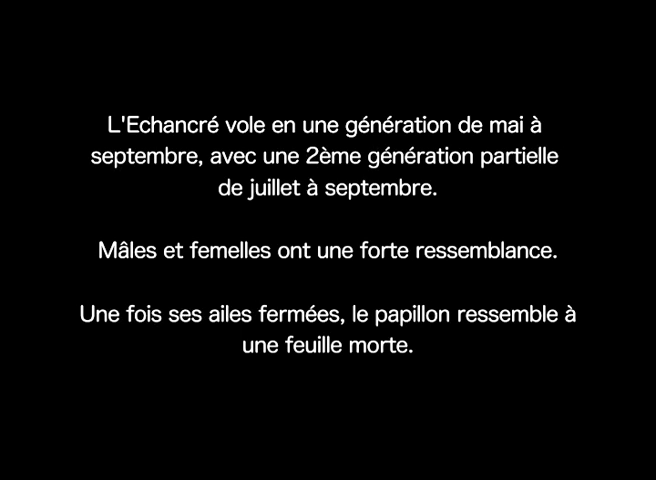 L'Echancré vole en une génération de mai à
septembre, avec une 2ème génération partielle
de juillet à septembre.
Mâles et femelles ont une forte ressemblance.
Une fois ses ailes fermées, le papillon ressemble à
une feuille morte.